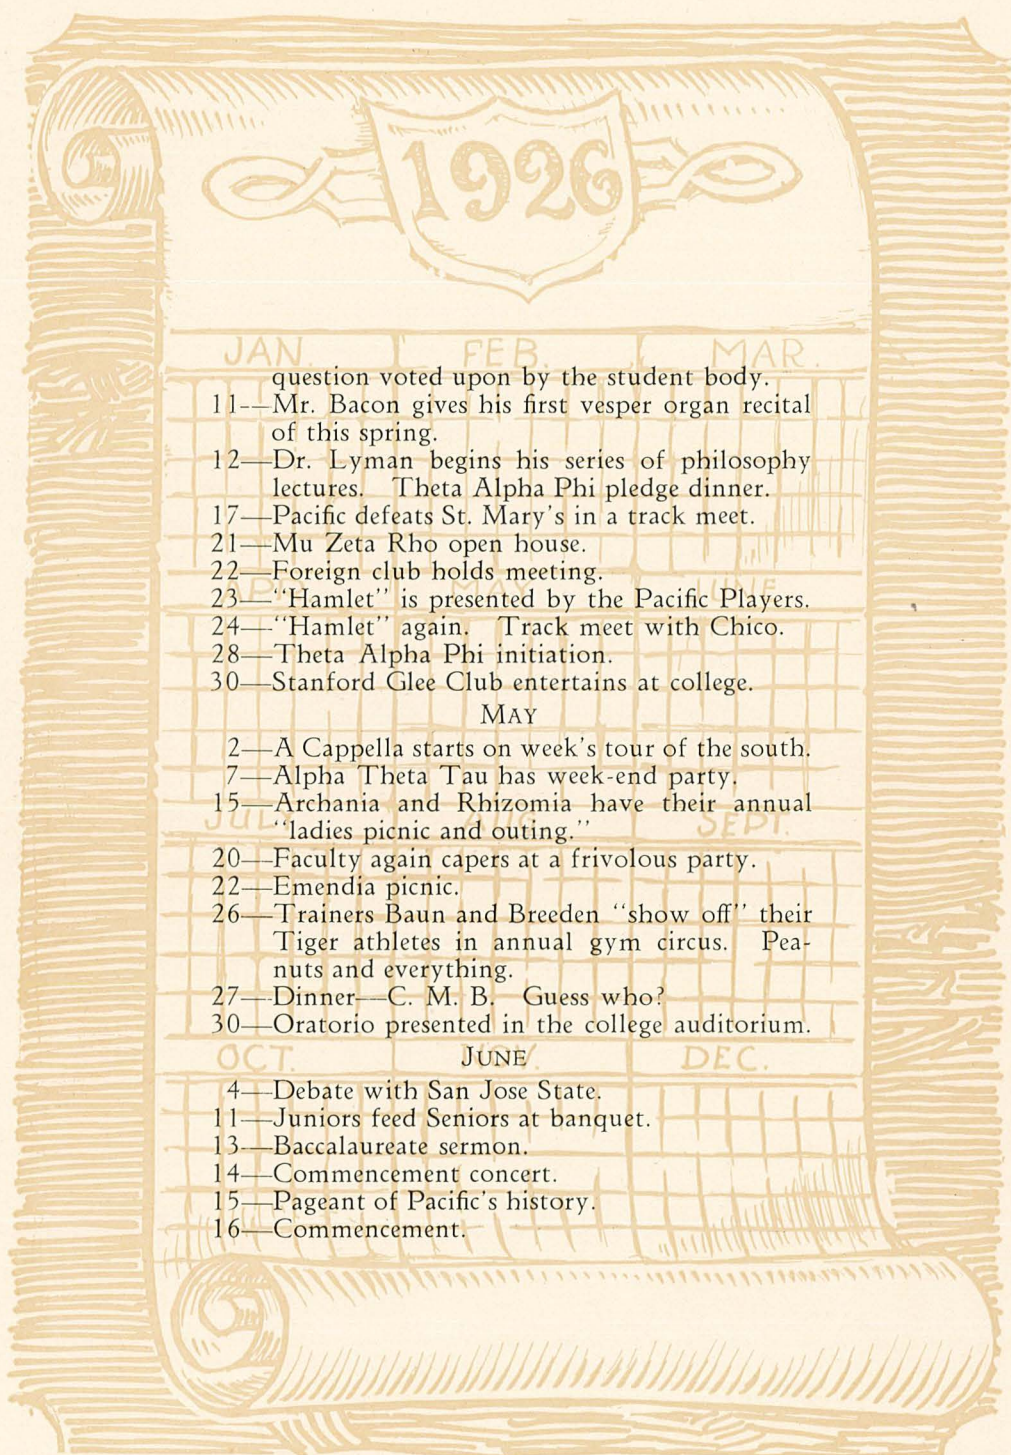 1926
JAN. FEB. MAR.
question voted upon by the student body.
11—Mr. Bacon gives his first vesper organ recital
of this spring.
12—Dr. Lyman begins his series of philosophy
lectures. Theta Alpha Phi pledge dinner.
17—Pacific defeats St. Mary's in a track meet.
21—Mu Zeta Rho open house.
22—Foreign club holds meeting.
23—"Hamlet" is presented by the Pacific Players.
24—"Hamlet" again. Track meet with Chico.
28—Theta Alpha Phi initiation.
30—Stanford Glee Club entertains at college.
MAY
2—A Cappella starts on week's tour of the south.
7—Alpha Theta Tau has week-end party.
15—Archania and Rhizomia have their annual
"ladies picnic and outing."
SEPT.
20—Faculty again capers at a frivolous party.
22—Emendia picnic.
26—Trainers Baun and Breeden "show off" their
Tiger athletes in annual gym circus. Pea-
nuts and everything.
27—Dinner—C. M. B. Guess who?
30—Oratorio presented in the college auditorium.
OCT. NOV. DEC.
JUNE
4—Debate with San Jose State.
11—Juniors feed Seniors at banquet.
13—Baccalaureate sermon.
14—Commencement concert.
15—Pageant of Pacific's history.
16—Commencement.